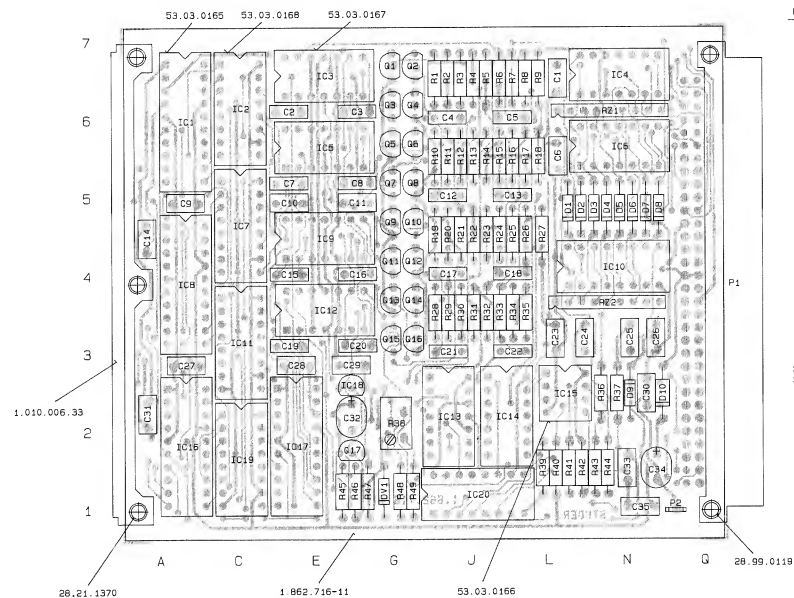 53.03.0165
53.03.0168
53.03.0167
7
6
5
4
3
2
1
IC1
IC2
IC3
Q1
Q2
R1
R2
R3
R4
R5
R6
R7
R8
R9
C1
IC4
C2
C3
Q3
Q4
C4
C5
RZ1
IC5
Q5
Q6
R10
R11
R12
R13
R14
R15
R16
R17
R18
C6
IC6
C7
C8
Q7
Q8
C9
C10
C11
C12
C13
D1
D2
D3
D4
D5
D6
D7
D8
C14
IC7
IC9
Q9
Q10
R19
R20
R21
R22
R23
R24
R25
R26
R27
IC8
C15
C16
Q11
Q12
C17
C18
IC10
P1
IC11
IC12
Q13
Q14
R28
R29
R30
R31
R32
R33
R34
R35
RZ2
C19
C20
Q15
Q16
C21
C22
C23
C24
C25
C26
C27
C28
C29
1.010.006.33
C31
IC16
IC19
IC17
IC18
C32
R38
IC13
IC14
IC15
R36
R37
D9
C30
D10
Q17
R45
R46
R47
DV1
R48
R49
IC20
R39
R40
R41
R42
R43
R44
C33
C34
C35
P2
STUDER
A
C
E
G
J
L
N
Q
28.99.0119
28.21.1370
1.862.716-11
53.03.0166